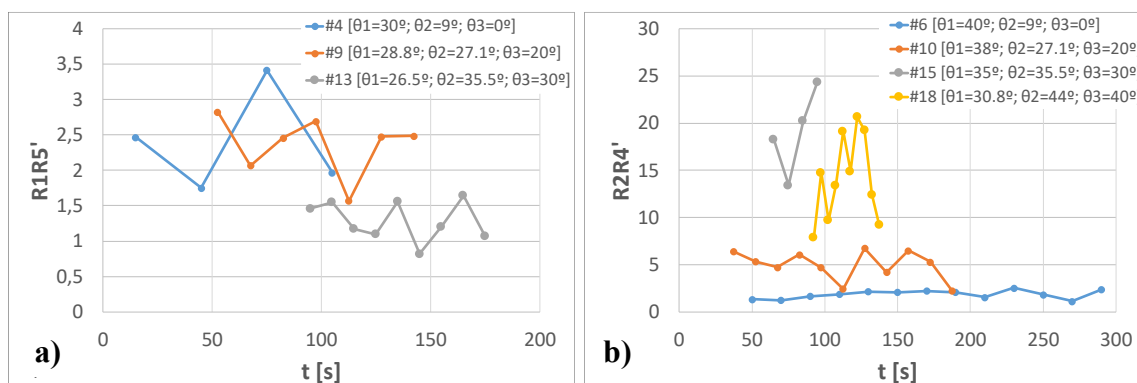 #4 [θ1=30º; θ2=9º; θ3=0º]
#9 [θ1=28.8º; θ2=27.1º; θ3=20º]
#13 [θ1=26.5º; θ2=35.5º; θ3=30º]
R1R5'
4
3,5
3
2,5
2
1,5
1
0,5
0
0 50 100 150 200
t [s]
a)
#6 [θ1=40º; θ2=9º; θ3=0º]
#10 [θ1=38º; θ2=27.1º; θ3=20º]
#15 [θ1=35º; θ2=35.5º; θ3=30º]
#18 [θ1=30.8º; θ2=44º; θ3=40º]
R2R4'
30
25
20
15
10
5
0
0 50 100 150 200 250 300
t [s]
b)